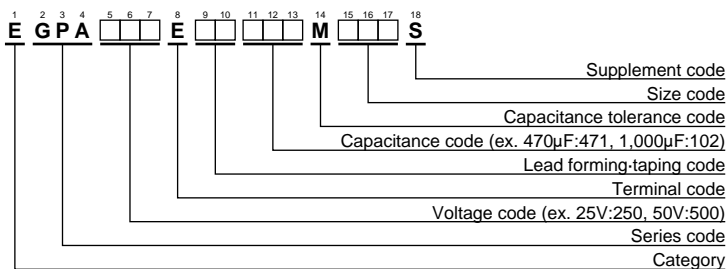 1 2 3 4 5 6 7 8 9 10 11 12 13 14 15 16 17 18
E G P A E M S
Supplement code
Size code
Capacitance tolerance code
Capacitance code (ex. 470µF:471, 1,000µF:102)
Lead forming·taping code
Terminal code
Voltage code (ex. 25V:250, 50V:500)
Series code
Category